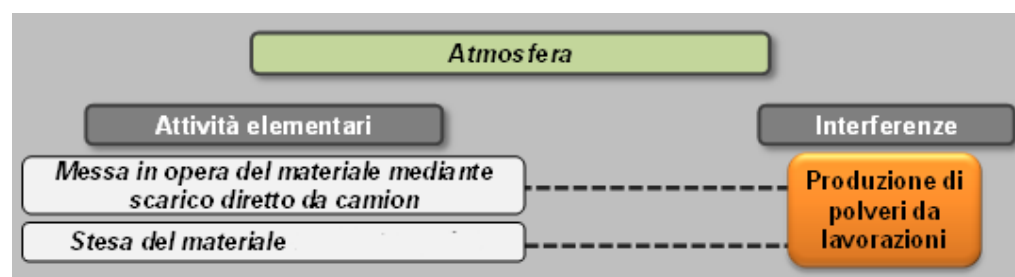 Atmosfera
Attività elementari
Interferenze
Messa in opera del materiale mediante
scarico diretto da camion
Stesa del materiale
Produzione di
polveri da
lavorazioni